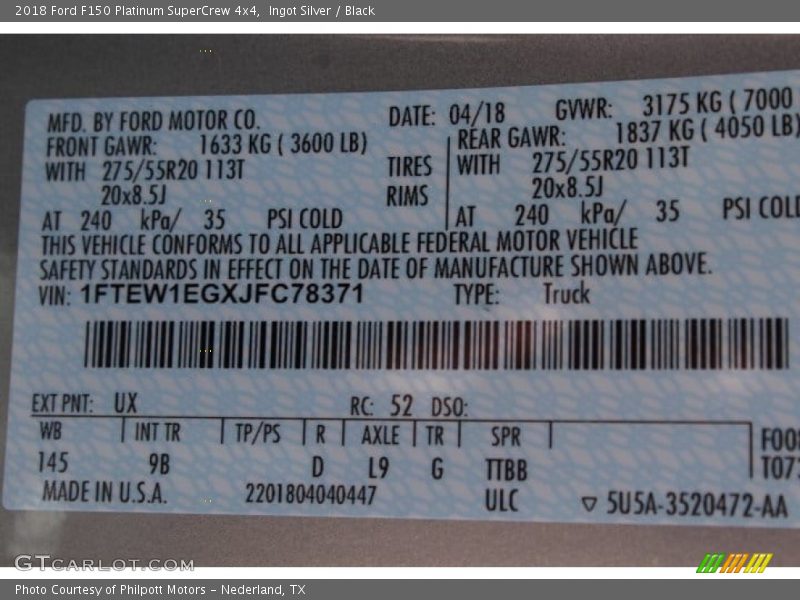 2018 Ford F150 Platinum SuperCrew 4x4,  Ingot Silver / Black
MFD. BY FORD MOTOR CO. DATE: 04/18 GVWR: 3175 KG ( 7000
FRONT GAWR: 1633 KG ( 3600 LB) REAR GAWR: 1837 KG ( 4050 LB)
WITH 275/55R20 113T TIRES WITH 275/55R20 113T
20x8.5J RIMS 20x8.5J
AT 240 kPa/ 35 PSI COLD AT 240 kPa/ 35 PSI COLD
THIS VEHICLE CONFORMS TO ALL APPLICABLE FEDERAL MOTOR VEHICLE
SAFETY STANDARDS IN EFFECT ON THE DATE OF MANUFACTURE SHOWN ABOVE.
VIN: 1FTEW1EGXJFC78371 TYPE: Truck
EXT PNT: UX RC: 52 DSO:
WB INT TR TP/PS R AXLE TR SPR F008
145 9B D L9 G TTBB T073
MADE IN U.S.A. 2201804040447 ULC ▽ 5U5A-3520472-AA
GTCARLOT.COM
Photo Courtesy of Philpott Motors - Nederland, TX